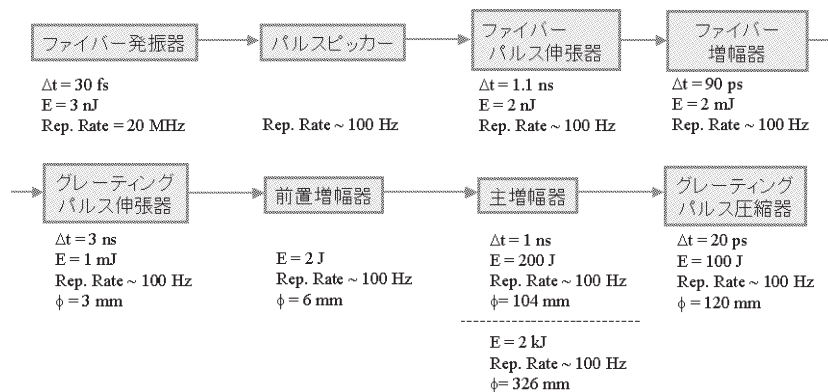 ファイバー発振器
Δt = 30 fs
E = 3 nJ
Rep. Rate = 20 MHz
パルスピッカー
Rep. Rate ~ 100 Hz
ファイバー
パルス伸張器
Δt = 1.1 ns
E = 2 nJ
Rep. Rate ~ 100 Hz
ファイバー
増幅器
Δt = 90 ps
E = 2 mJ
Rep. Rate ~ 100 Hz
グレーティング
パルス伸張器
Δt = 3 ns
E = 1 mJ
Rep. Rate ~ 100 Hz
ϕ = 3 mm
前置増幅器
E = 2 J
Rep. Rate ~ 100 Hz
ϕ = 6 mm
主増幅器
Δt = 1 ns
E = 200 J
Rep. Rate ~ 100 Hz
ϕ= 104 mm
E = 2 kJ
Rep. Rate ~ 100 Hz
ϕ= 326 mm
グレーティング
パルス圧縮器
Δt = 20 ps
E = 100 J
Rep. Rate ~ 100 Hz
ϕ = 120 mm